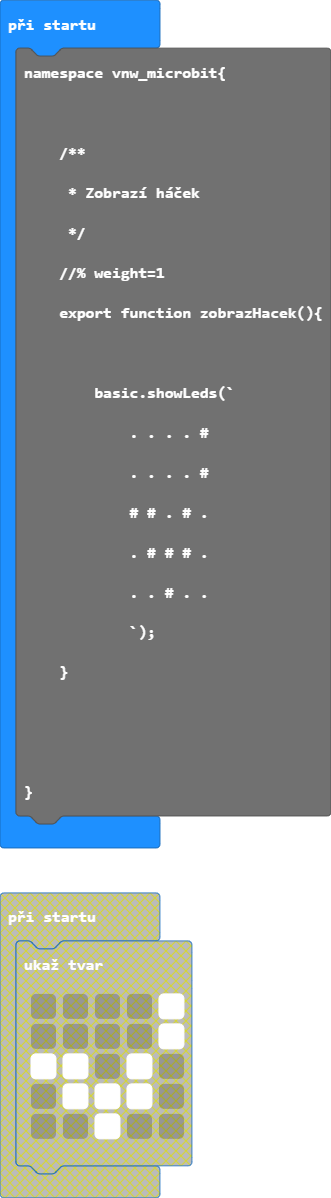 při startu
namespace vnw_microbit{
/**
* Zobrazí háček
*/
//% weight=1
export function zobrazHacek(){
basic.showLeds(`
. . . . #
. . . . #
# # . # .
. # # # .
. . # . .
`);
}
}
při startu
ukaž tvar